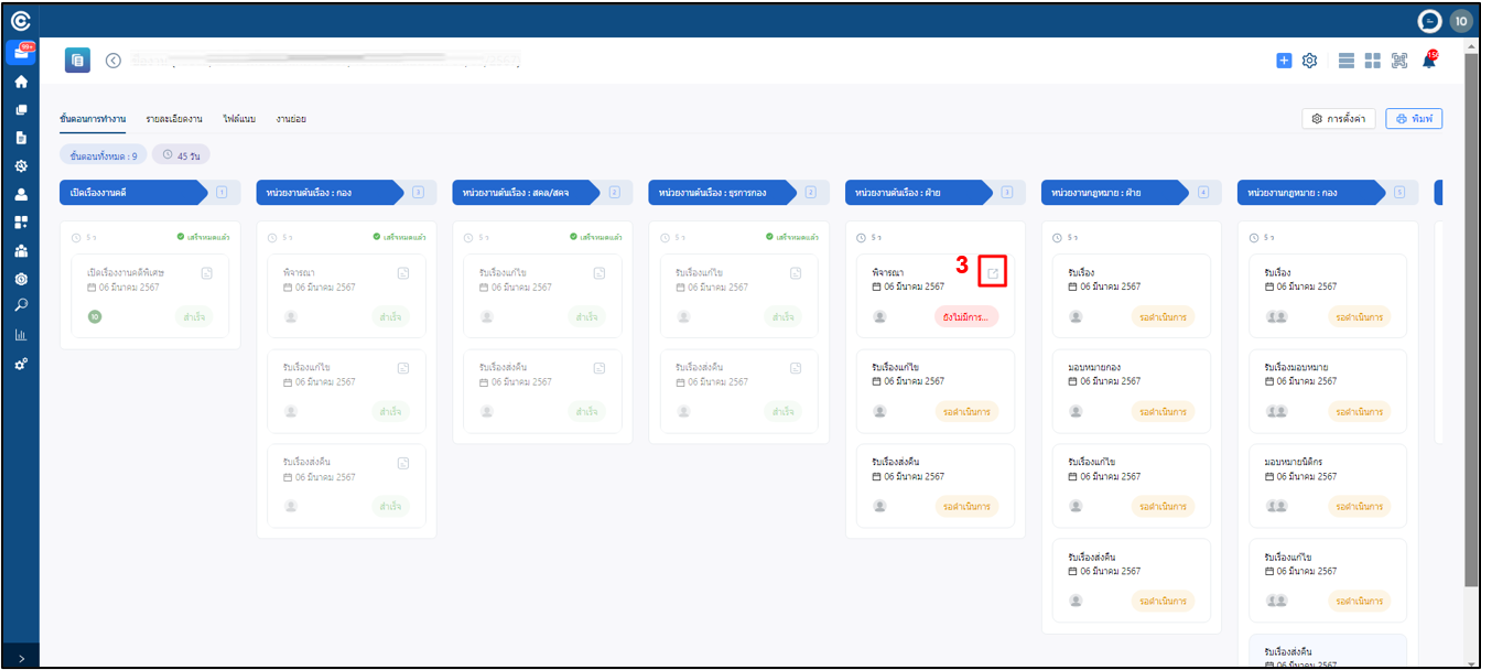 10
99+
2567)
156
ขั้นตอนการทำงาน รายละเอียดงาน ไฟล์แนบ งานย่อย
การตั้งค่า พิมพ์
ขั้นตอนทั้งหมด : 9 45 วัน
เปิดเรื่องงานคดี 1 หน่วยงานต้นเรื่อง : กอง 3 หน่วยงานต้นเรื่อง : สคล/สคจ 2 หน่วยงานต้นเรื่อง : ธุรการกอง 2 หน่วยงานต้นเรื่อง : ฝ่าย 3 หน่วยงานกฎหมาย : ฝ่าย 4 หน่วยงานกฎหมาย : กอง 5
5 ว เสร็จหมดแล้ว 5 ว เสร็จหมดแล้ว 5 ว เสร็จหมดแล้ว 5 ว เสร็จหมดแล้ว 5 ว 5 ว 5 ว
เปิดเรื่องงานคดีพิเศษ พิจารณา รับเรื่องแก้ไข รับเรื่องแก้ไข พิจารณา 3 รับเรื่อง รับเรื่อง
06 มีนาคม 2567 06 มีนาคม 2567 06 มีนาคม 2567 06 มีนาคม 2567 06 มีนาคม 2567 06 มีนาคม 2567 06 มีนาคม 2567
10 สำเร็จ สำเร็จ สำเร็จ สำเร็จ ยังไม่มีการ... รอดำเนินการ รอดำเนินการ
รับเรื่องแก้ไข รับเรื่องส่งคืน รับเรื่องส่งคืน รับเรื่องแก้ไข มอบหมายกอง รับเรื่องมอบหมาย
06 มีนาคม 2567 06 มีนาคม 2567 06 มีนาคม 2567 06 มีนาคม 2567 06 มีนาคม 2567 06 มีนาคม 2567
สำเร็จ สำเร็จ สำเร็จ รอดำเนินการ รอดำเนินการ รอดำเนินการ
รับเรื่องส่งคืน รับเรื่องส่งคืน รับเรื่องแก้ไข มอบหมายนิติกร
06 มีนาคม 2567 06 มีนาคม 2567 06 มีนาคม 2567 06 มีนาคม 2567
สำเร็จ รอดำเนินการ รอดำเนินการ รอดำเนินการ
รับเรื่องส่งคืน รับเรื่องแก้ไข
06 มีนาคม 2567 06 มีนาคม 2567
รอดำเนินการ รอดำเนินการ
รับเรื่องส่งคืน
06 มีนาคม 2567